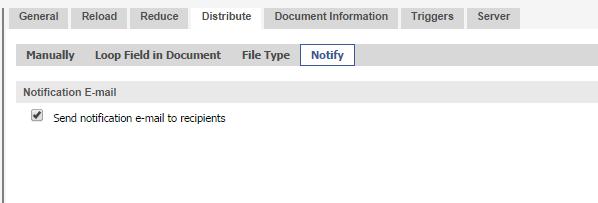 General Reload Reduce Distribute Document Information Triggers Server
Manually Loop Field in Document File Type Notify
Notification E-mail
Send notification e-mail to recipients